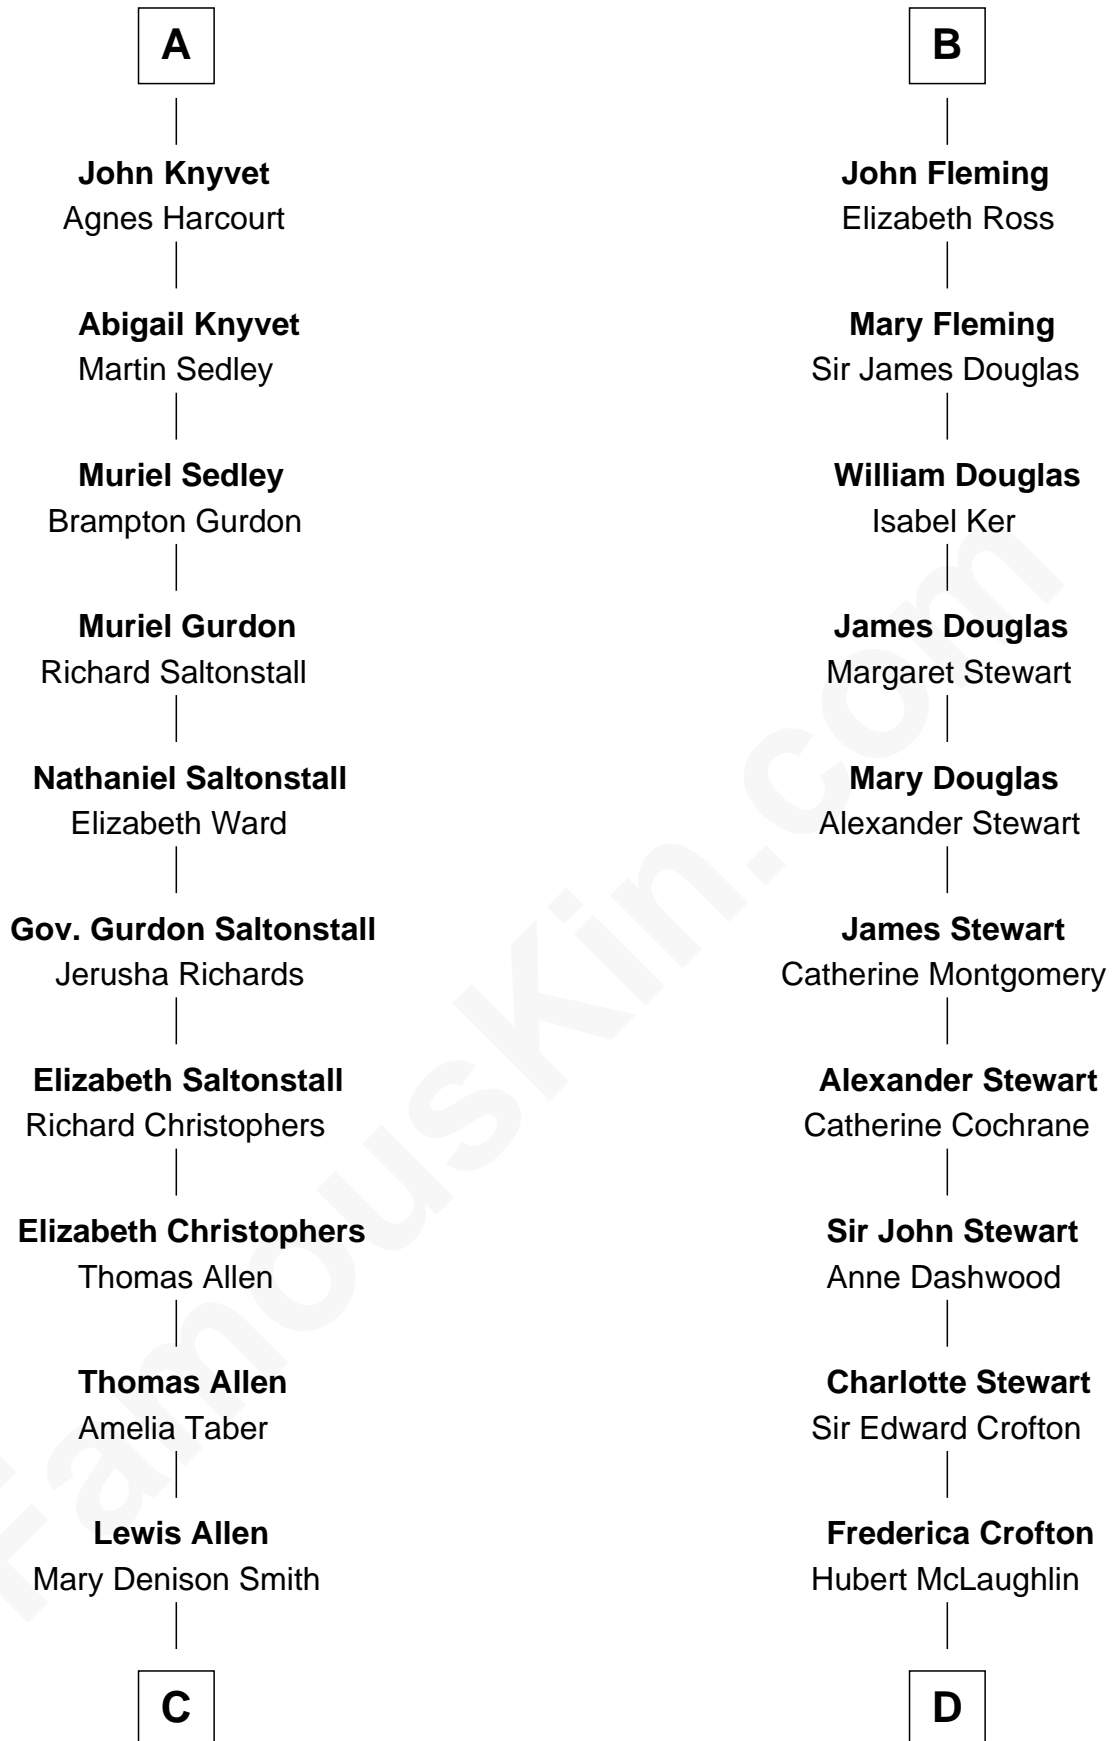 A
John Knyvet
Agnes Harcourt
Abigail Knyvet
Martin Sedley
Muriel Sedley
Brampton Gurdon
Muriel Gurdon
Richard Saltonstall
Nathaniel Saltonstall
Elizabeth Ward
Gov. Gurdon Saltonstall
Jerusha Richards
Elizabeth Saltonstall
Richard Christophers
Elizabeth Christophers
Thomas Allen
Thomas Allen
Amelia Taber
Lewis Allen
Mary Denison Smith
C
B
John Fleming
Elizabeth Ross
Mary Fleming
Sir James Douglas
William Douglas
Isabel Ker
James Douglas
Margaret Stewart
Mary Douglas
Alexander Stewart
James Stewart
Catherine Montgomery
Alexander Stewart
Catherine Cochrane
Sir John Stewart
Anne Dashwood
Charlotte Stewart
Sir Edward Crofton
Frederica Crofton
Hubert McLaughlin
D
FamousKin.com